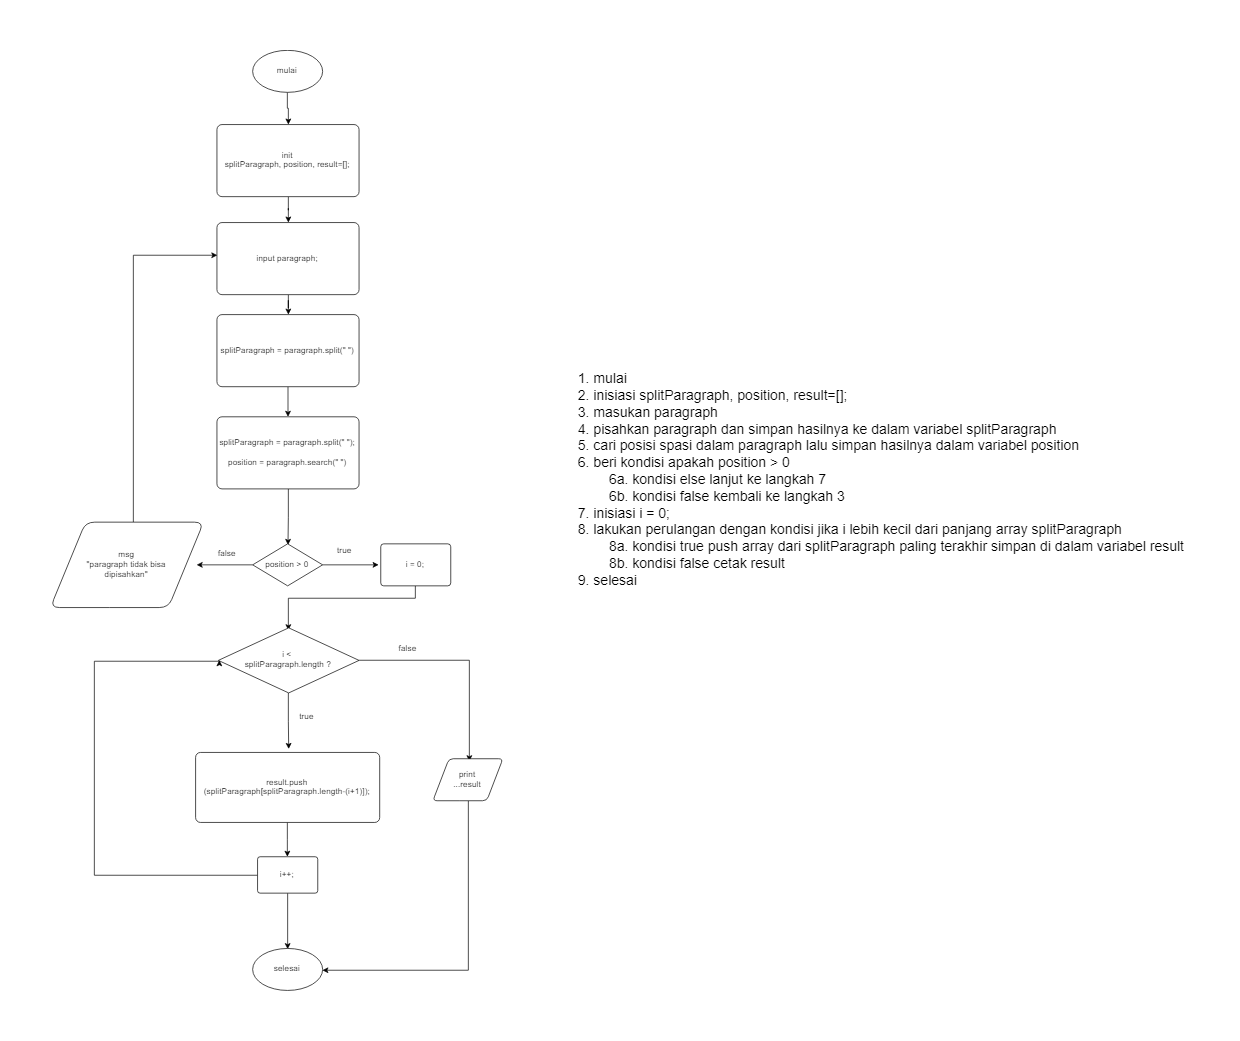 mulai
init
splitParagraph, position, result=[];
input paragraph;
splitParagraph = paragraph.split(" ")
splitParagraph = paragraph.split(" ");
position = paragraph.search(" ")
msg
"paragraph tidak bisa
dipisahkan"
false
position > 0
true
i = 0;
i <
splitParagraph.length ?
false
true
result.push
(splitParagraph[splitParagraph.length-(i+1)]);
print
...result
i++;
selesai
1. mulai
2. inisiasi splitParagraph, position, result=[];
3. masukan paragraph
4. pisahkan paragraph dan simpan hasilnya ke dalam variabel splitParagraph
5. cari posisi spasi dalam paragraph lalu simpan hasilnya dalam variabel position
6. beri kondisi apakah position > 0
6a. kondisi else lanjut ke langkah 7
6b. kondisi false kembali ke langkah 3
7. inisiasi i = 0;
8. lakukan perulangan dengan kondisi jika i lebih kecil dari panjang array splitParagraph
8a. kondisi true push array dari splitParagraph paling terakhir simpan di dalam variabel result
8b. kondisi false cetak result
9. selesai